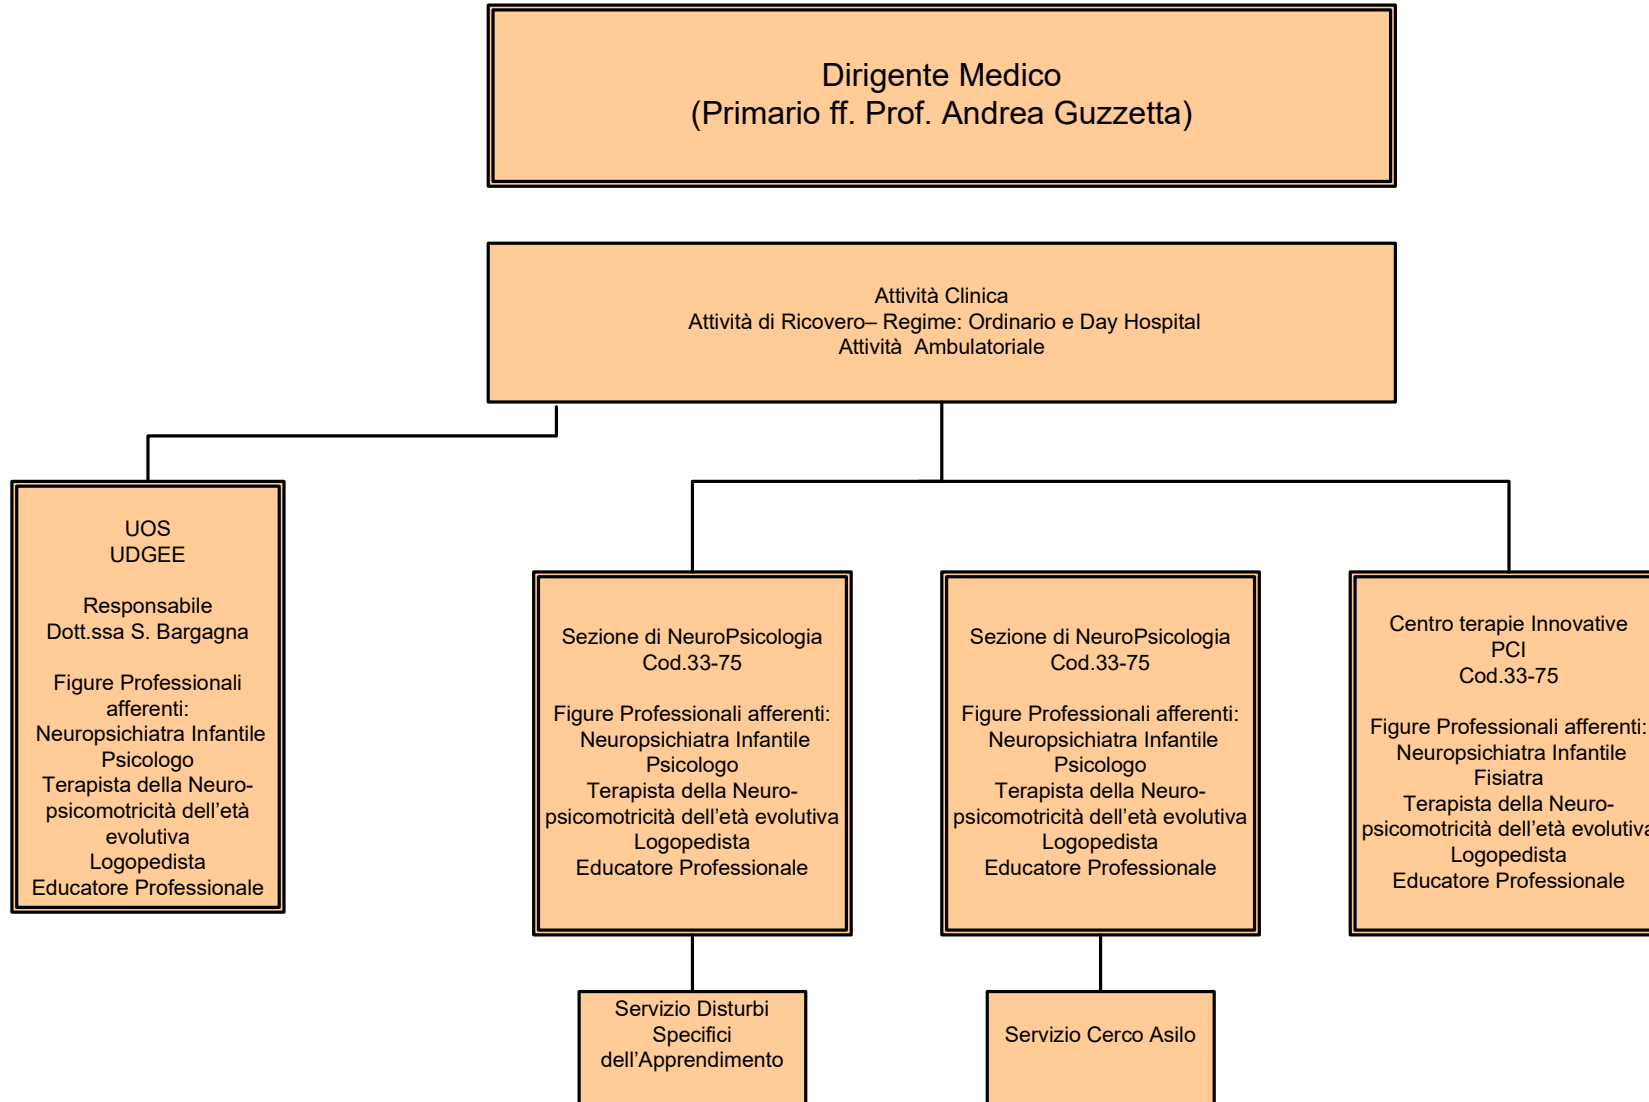 Dirigente Medico
(Primario ff. Prof. Andrea Guzzetta)
Attività Clinica
Attività di Ricovero– Regime: Ordinario e Day Hospital
Attività  Ambulatoriale
UOS
UDGEE
Responsabile
Dott.ssa S. Bargagna
Figure Professionali
afferenti:
Neuropsichiatra Infantile
Psicologo
Terapista della Neuro-
psicomotricità dell’età
evolutiva
Logopedista
Educatore Professionale
Sezione di NeuroPsicologia
Cod.33-75
Figure Professionali afferenti:
Neuropsichiatra Infantile
Psicologo
Terapista della Neuro-
psicomotricità dell’età evolutiva
Logopedista
Educatore Professionale
Sezione di NeuroPsicologia
Cod.33-75
Figure Professionali afferenti:
Neuropsichiatra Infantile
Psicologo
Terapista della Neuro-
psicomotricità dell’età evolutiva
Logopedista
Educatore Professionale
Centro terapie Innovative
PCI
Cod.33-75
Figure Professionali afferenti:
Neuropsichiatra Infantile
Fisiatra
Terapista della Neuro-
psicomotricità dell’età evolutiva
Logopedista
Educatore Professionale
Servizio Disturbi
Specifici
dell’Apprendimento
Servizio Cerco Asilo